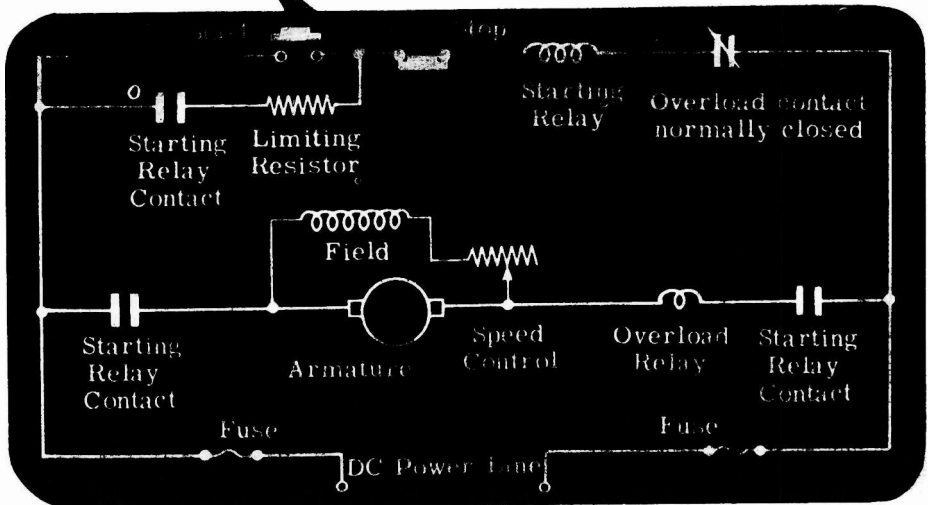 Starting
Relay
Overload contact
normally closed
Starting
Relay
Contact
Limiting
Resistor
Field
Starting
Relay
Contact
Armature
Speed
Control
Overload
Relay
Starting
Relay
Contact
Fuse
Fuse
DC Power Line